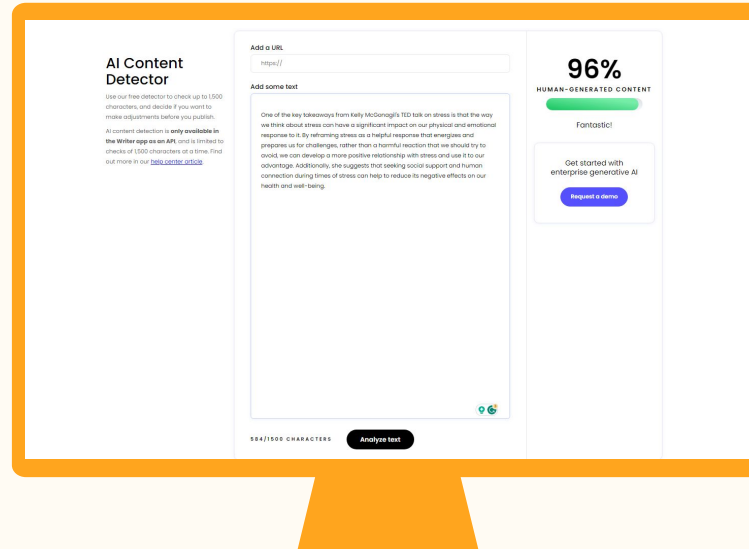 AI Content
Detector
Use our free detector to check up to 1,500
characters, and decide if you want to
make adjustments before you publish.
AI content detection is only available in
the Writer app as an API, and is limited to
checks of 1,500 characters at a time. Find
out more in our help center article.
Add a URL
https://
Add some text
One of the key takeaways from Kelly McGonagil's TED talk on stress is that the way
we think about stress can have a significant impact on our physical and emotional
response to it. By reframing stress as a helpful response that energizes and
prepares us for challenges, rather than a harmful reaction that we should try to
avoid, we can develop a more positive relationship with stress and use it to our
advantage. Additionally, she suggests that seeking social support and human
connection during times of stress can help to reduce its negative effects on our
health and well-being.
584/1500 CHARACTERS
Analyze text
96%
HUMAN-GENERATED CONTENT
Fantastic!
Get started with
enterprise generative AI
Request a demo